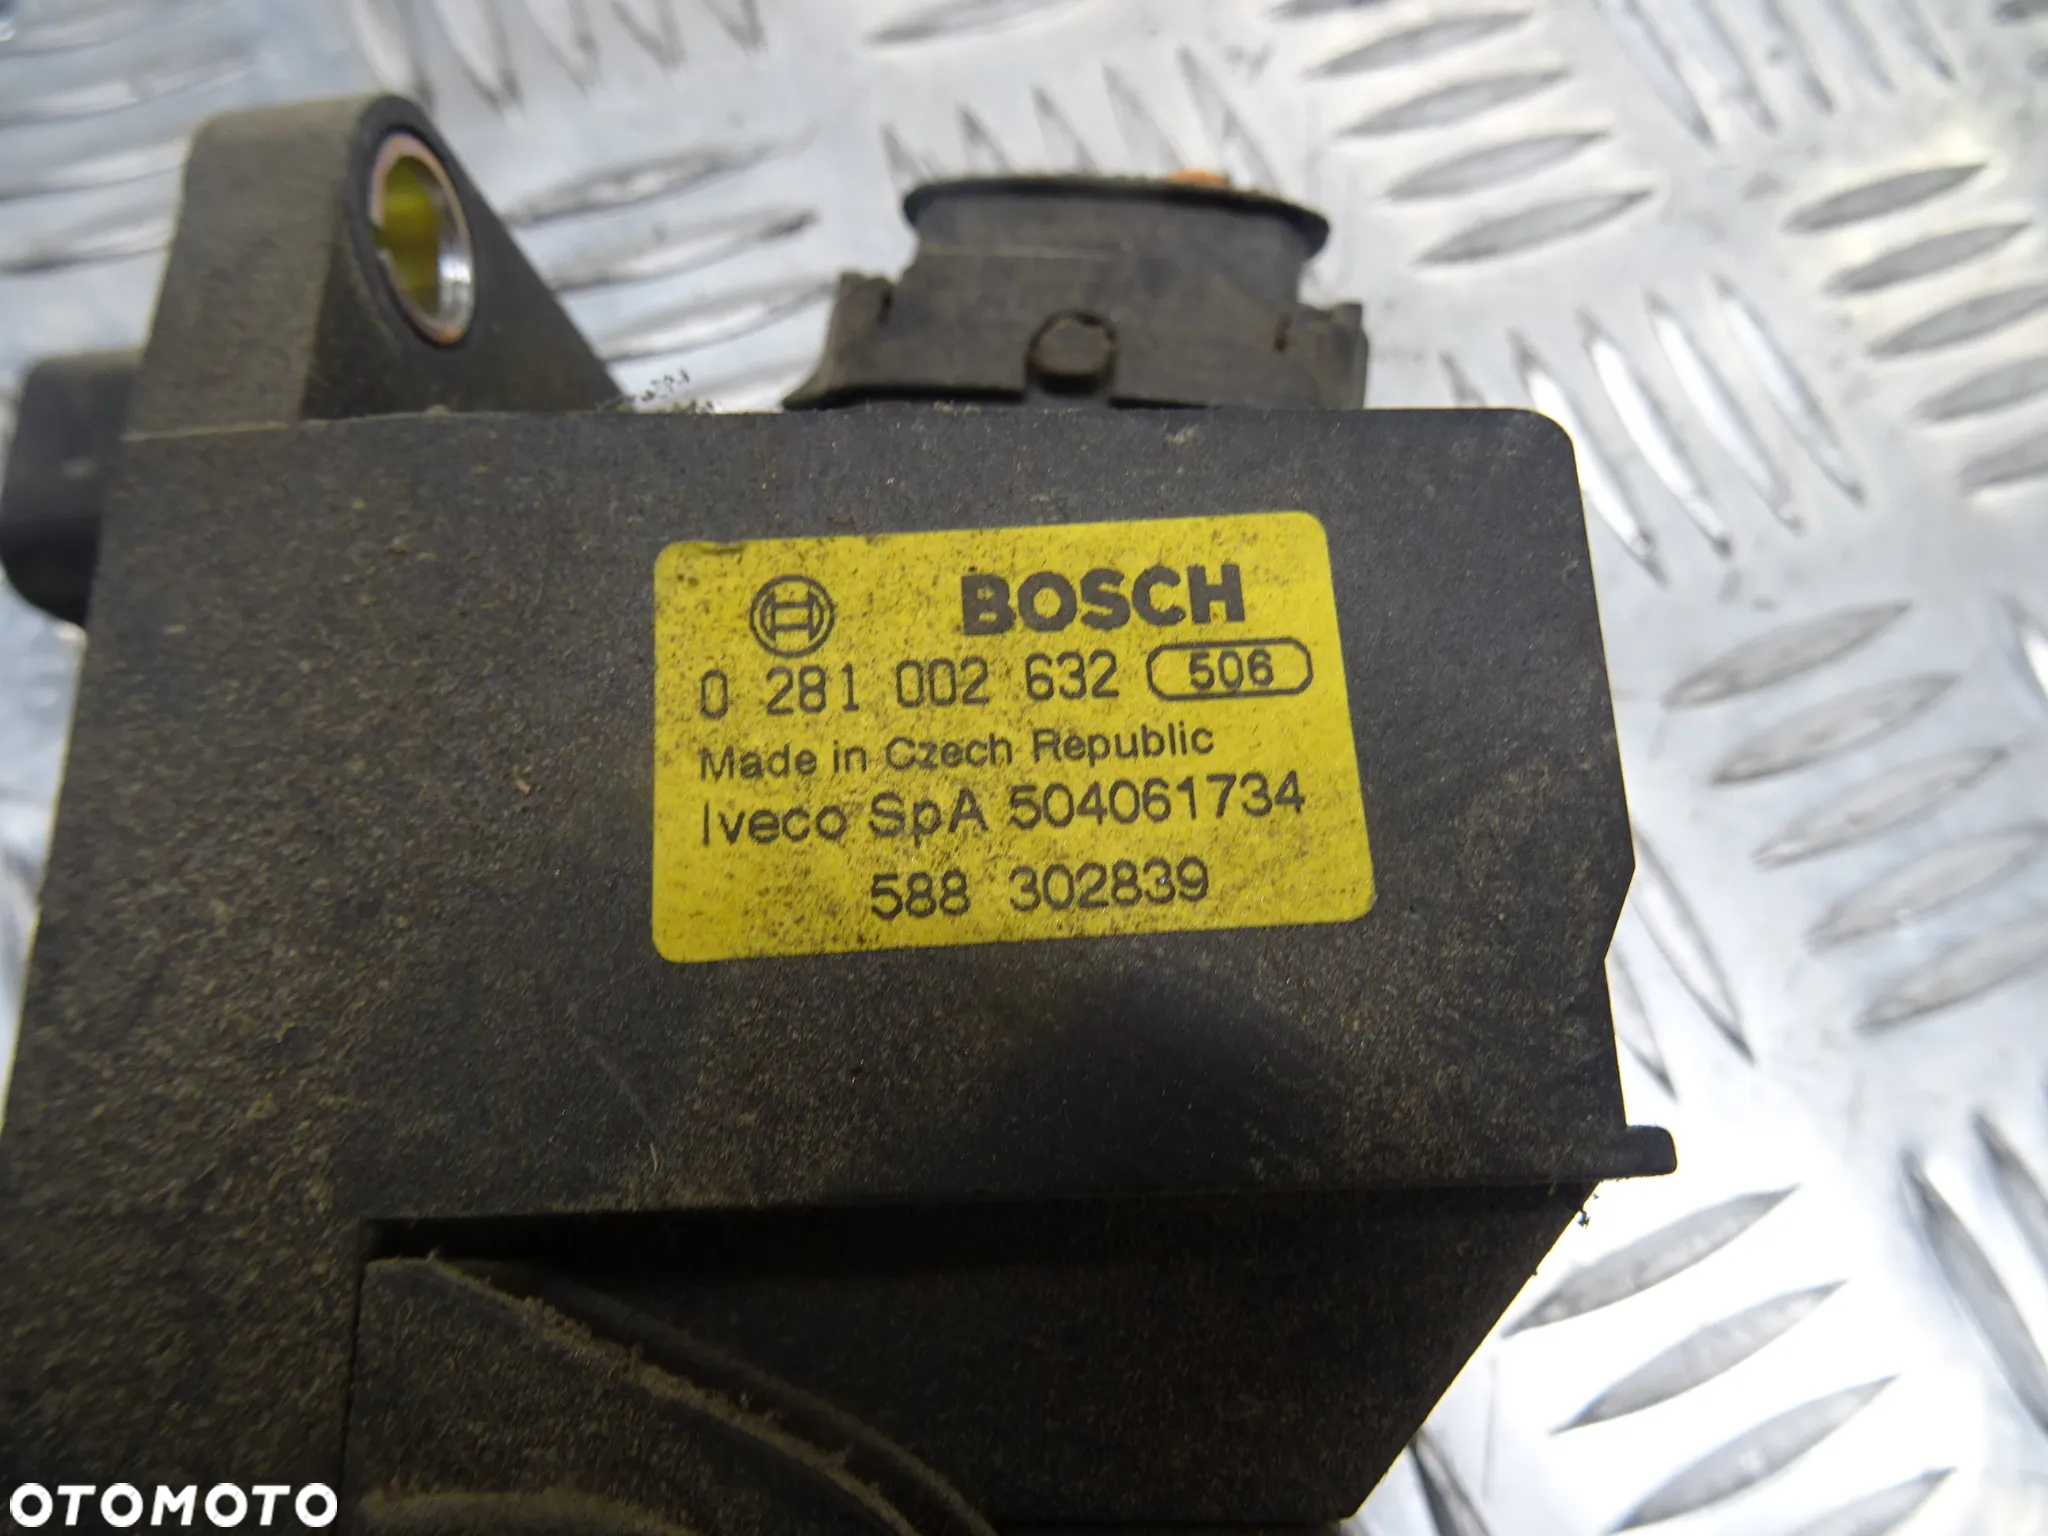 BOSCH
0 281 002 632 506
Made in Czech Republic
Iveco SpA 504061734
588 302839
OTOMOTO